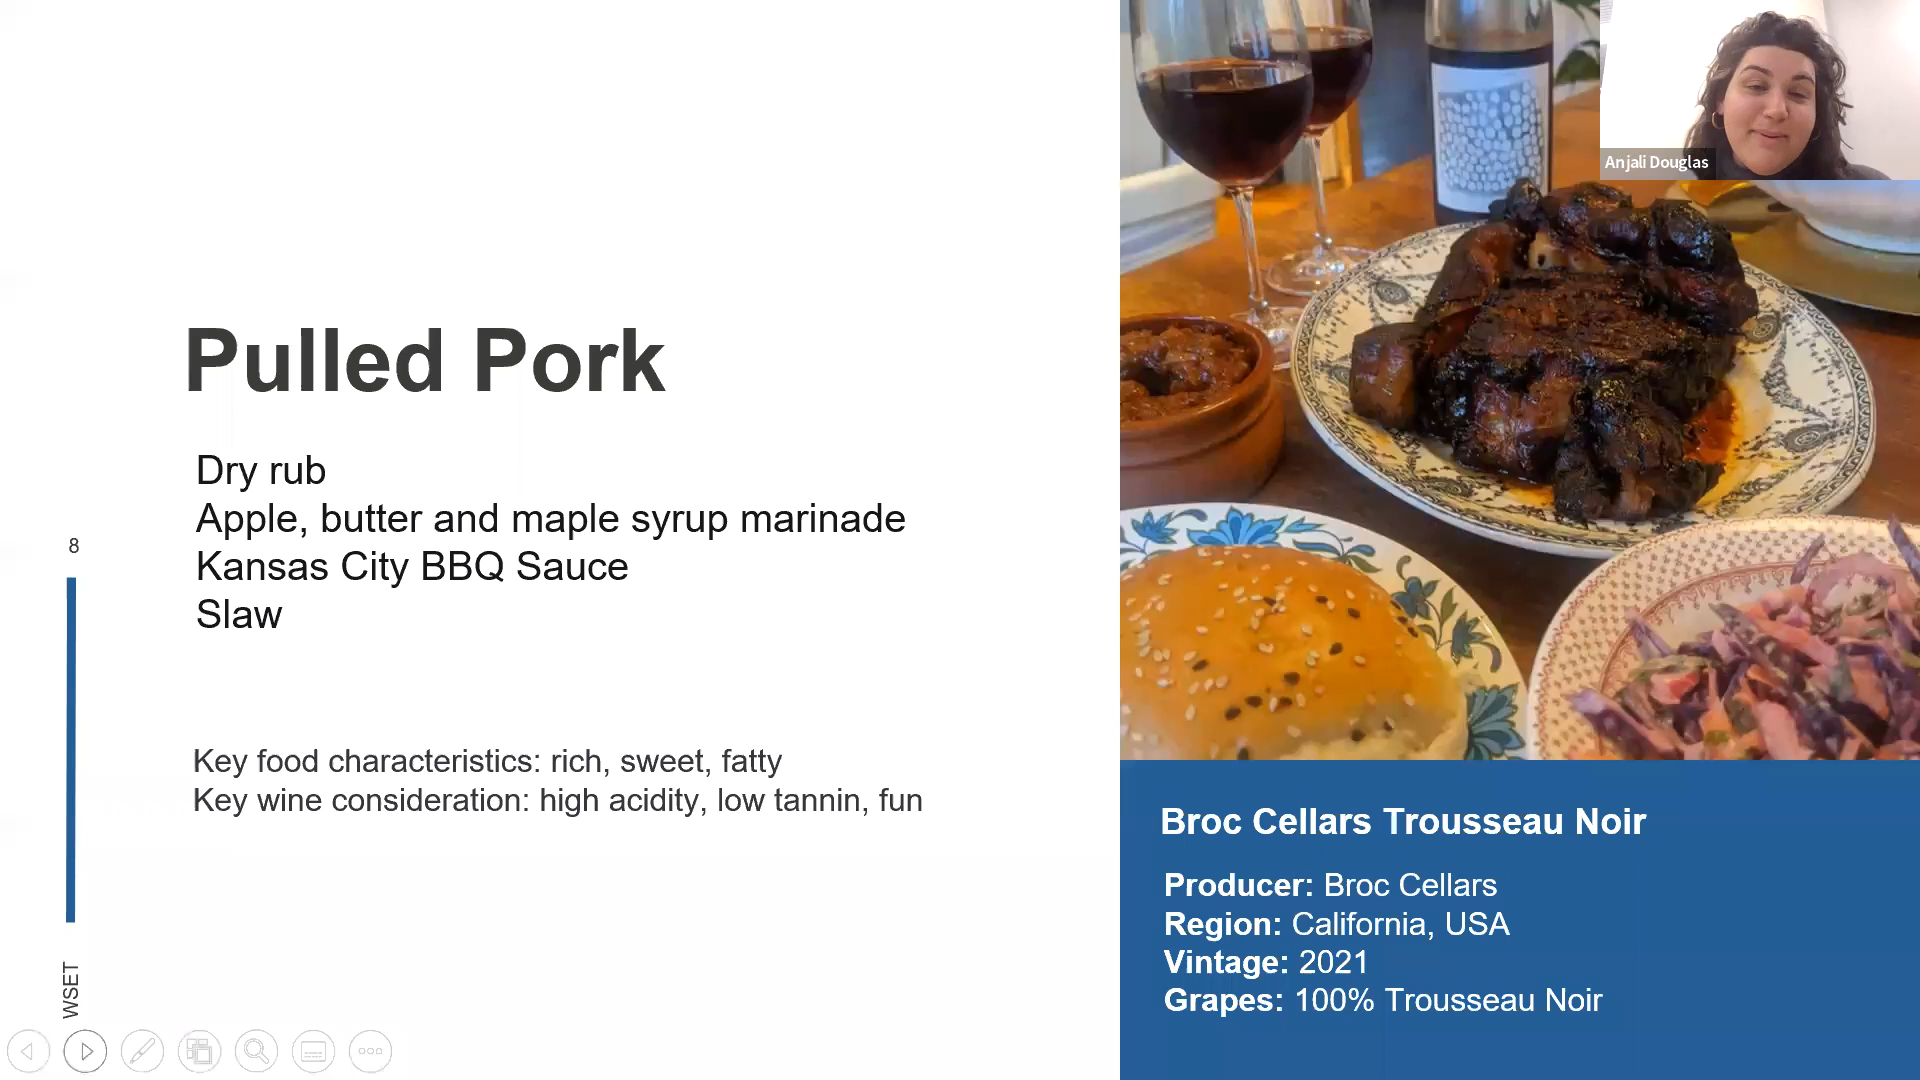 Pulled Pork
Dry rub
Apple, butter and maple syrup marinade
Kansas City BBQ Sauce
Slaw
Key food characteristics: rich, sweet, fatty
Key wine consideration: high acidity, low tannin, fun
8
WSET
Anjali Douglas
Broc Cellars Trousseau Noir
Producer: Broc Cellars
Region: California, USA
Vintage: 2021
Grapes: 100% Trousseau Noir